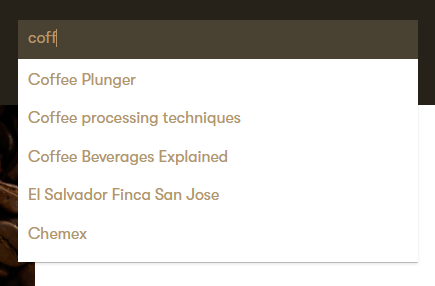 coff
Coffee Plunger
Coffee processing techniques
Coffee Beverages Explained
El Salvador Finca San Jose
Chemex